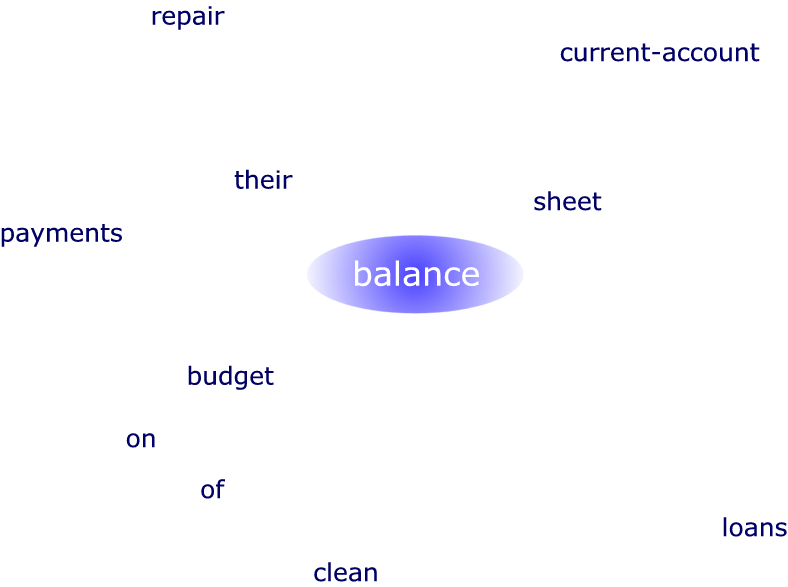 repair
current-account
their
sheet
payments
balance
budget
on
of
loans
clean